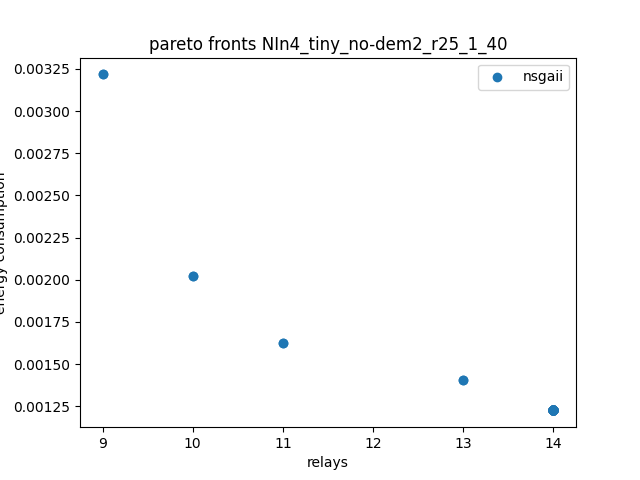 pareto fronts NIn4_tiny_no-dem2_r25_1_40
nsgaii
0.00325
0.00300
0.00275
0.00250
0.00225
0.00200
0.00175
0.00150
0.00125
energy consumption
9 10 11 12 13 14
relays